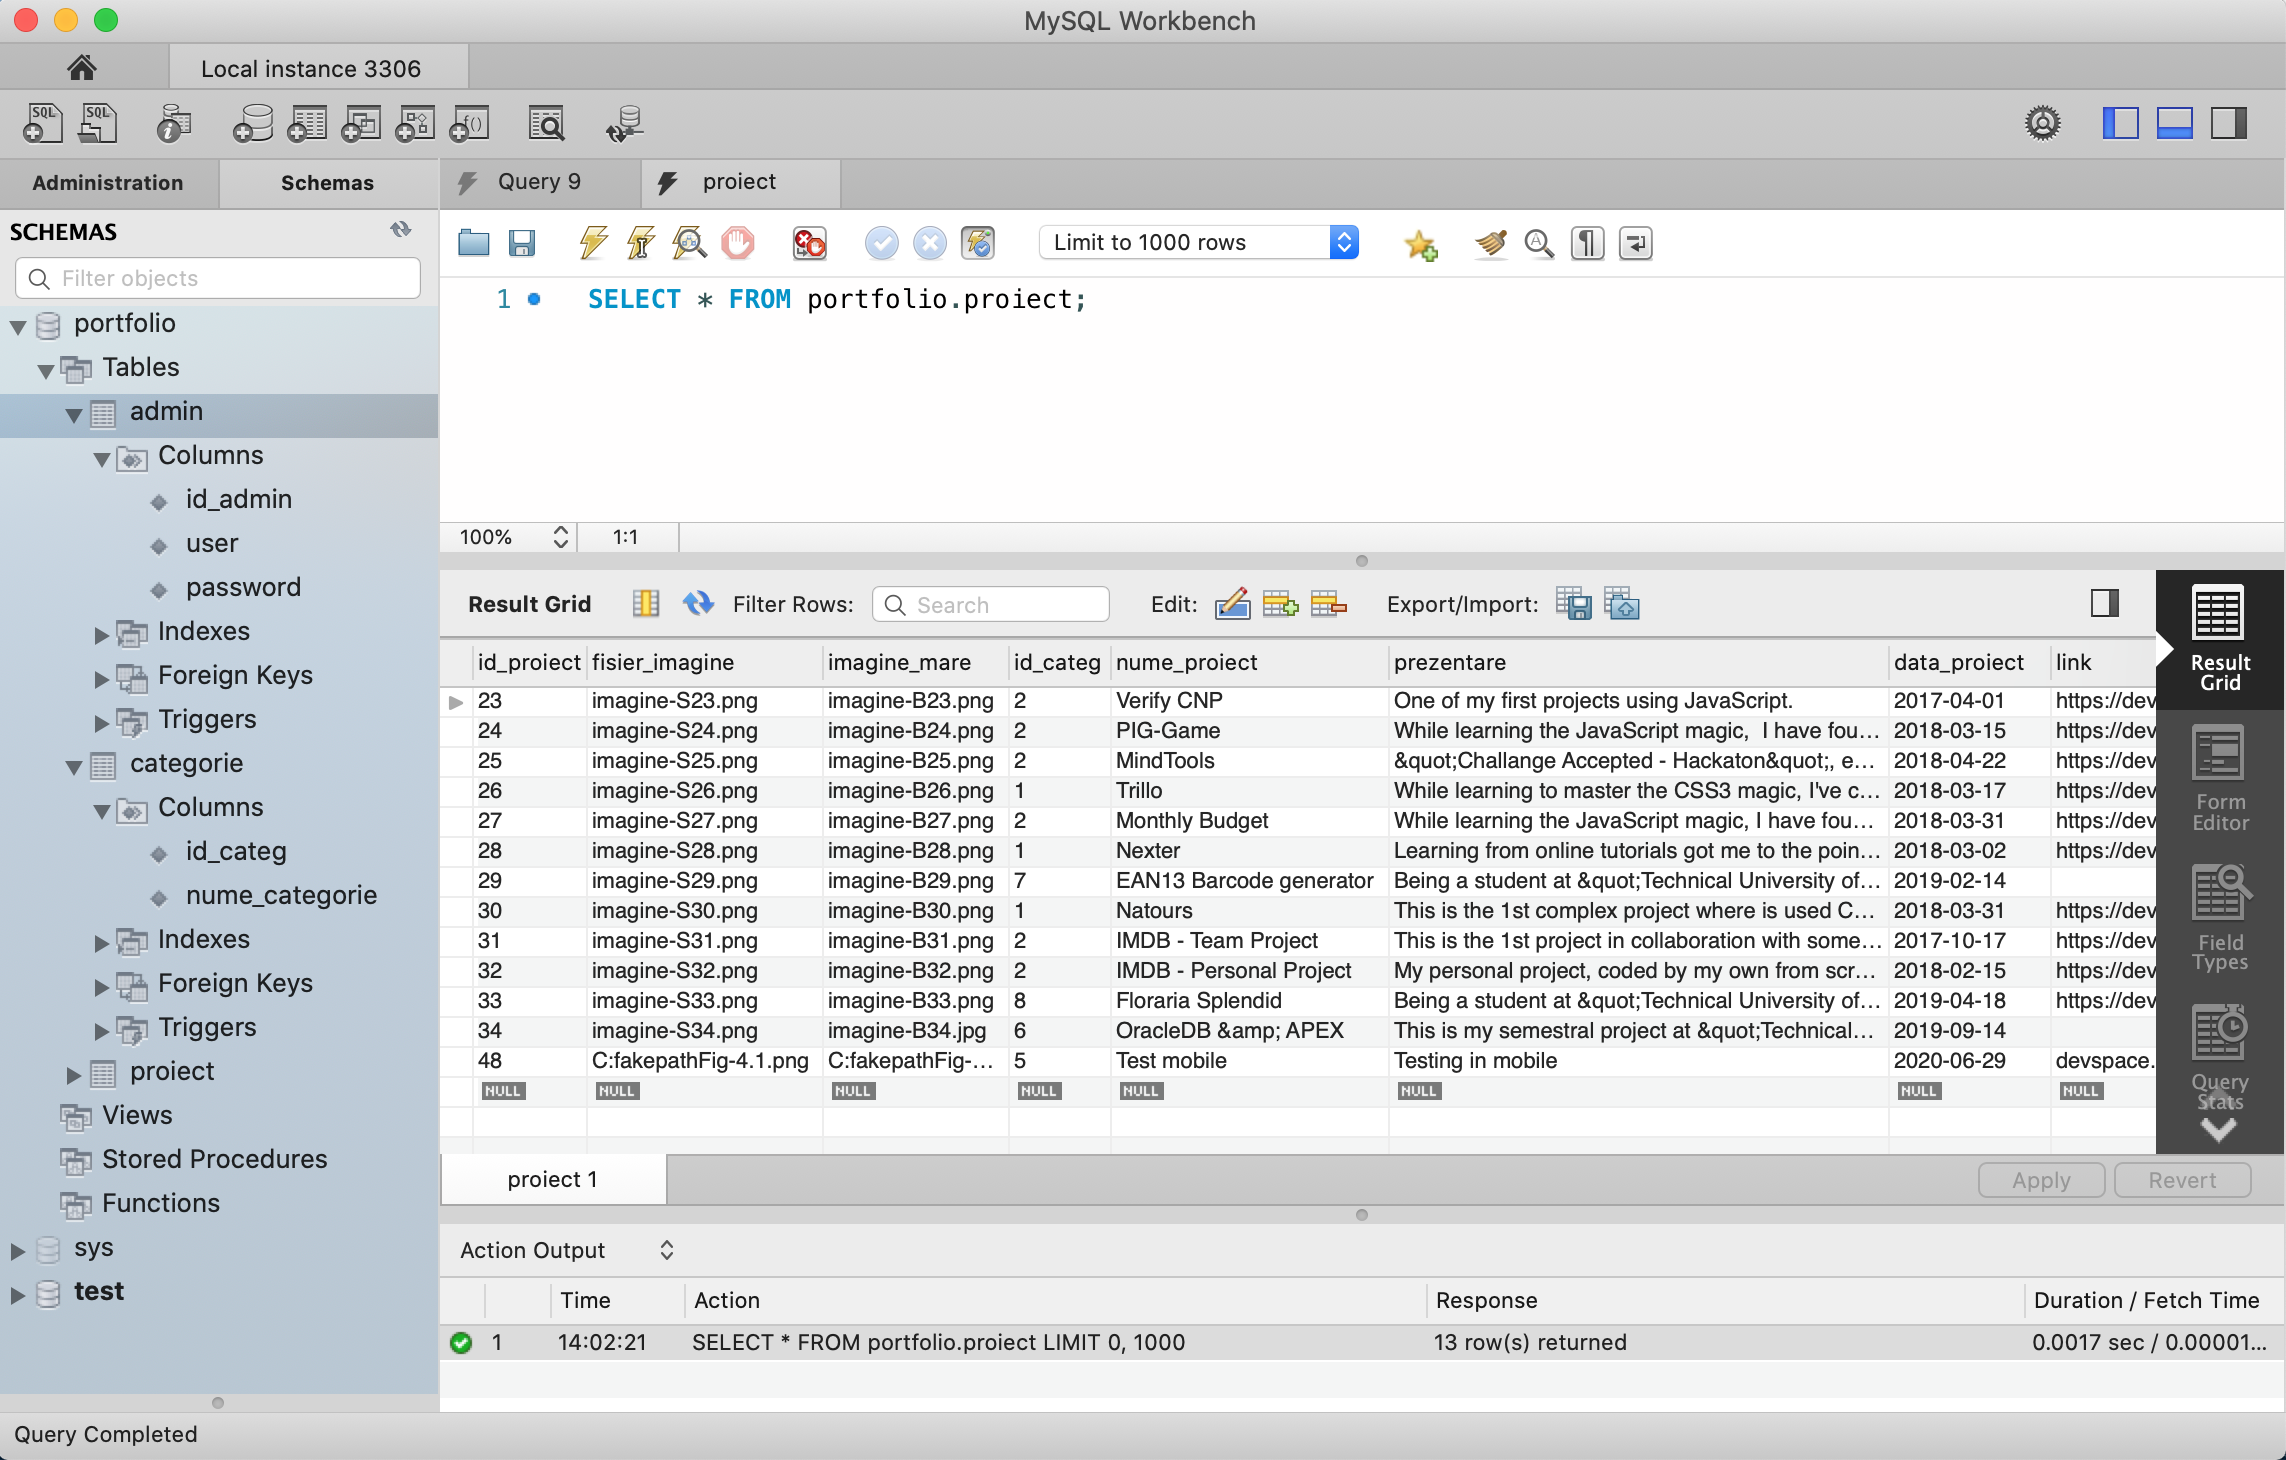 MySQL Workbench
Local instance 3306
Administration
Schemas
Query 9
proiect
SCHEMAS
Filter objects
portfolio
Tables
admin
Columns
id_admin
user
password
Indexes
Foreign Keys
Triggers
categorie
Columns
id_categ
nume_categorie
Indexes
Foreign Keys
Triggers
proiect
Views
Stored Procedures
Functions
sys
test
Limit to 1000 rows
1 SELECT * FROM portfolio.proiect;
100% 1:1
Result Grid Filter Rows: Search Edit: Export/Import:
id_proiect fisier_imagine imagine_mare id_categ nume_proiect prezentare data_proiect link
23 imagine-S23.png imagine-B23.png 2 Verify CNP One of my first projects using JavaScript. 2017-04-01 https://dev
24 imagine-S24.png imagine-B24.png 2 PIG-Game While learning the JavaScript magic,  I have fou... 2018-03-15 https://dev
25 imagine-S25.png imagine-B25.png 2 MindTools &quot;Challange Accepted - Hackaton&quot;, e... 2018-04-22 https://dev
26 imagine-S26.png imagine-B26.png 1 Trillo While learning to master the CSS3 magic, I've c... 2018-03-17 https://dev
27 imagine-S27.png imagine-B27.png 2 Monthly Budget While learning the JavaScript magic, I have fou... 2018-03-31 https://dev
28 imagine-S28.png imagine-B28.png 1 Nexter Learning from online tutorials got me to the poin... 2018-03-02 https://dev
29 imagine-S29.png imagine-B29.png 7 EAN13 Barcode generator Being a student at &quot;Technical University of... 2019-02-14
30 imagine-S30.png imagine-B30.png 1 Natours This is the 1st complex project where is used C... 2018-03-31 https://dev
31 imagine-S31.png imagine-B31.png 2 IMDB - Team Project This is the 1st project in collaboration with some... 2017-10-17 https://dev
32 imagine-S32.png imagine-B32.png 2 IMDB - Personal Project My personal project, coded by my own from scr... 2018-02-15 https://dev
33 imagine-S33.png imagine-B33.png 8 Floraria Splendid Being a student at &quot;Technical University of... 2019-04-18 https://dev
34 imagine-S34.png imagine-B34.jpg 6 OracleDB &amp; APEX This is my semestral project at &quot;Technical... 2019-09-14
48 C:fakepathFig-4.1.png C:fakepathFig-... 5 Test mobile Testing in mobile 2020-06-29 devspace.
NULL NULL NULL NULL NULL NULL NULL NULL
Result
Grid
Form
Editor
Field
Types
Query
Stats
proiect 1
Apply
Revert
Action Output
Time Action Response Duration / Fetch Time
1 14:02:21 SELECT * FROM portfolio.proiect LIMIT 0, 1000 13 row(s) returned 0.0017 sec / 0.00001...
Query Completed
SQL
SQL
f()